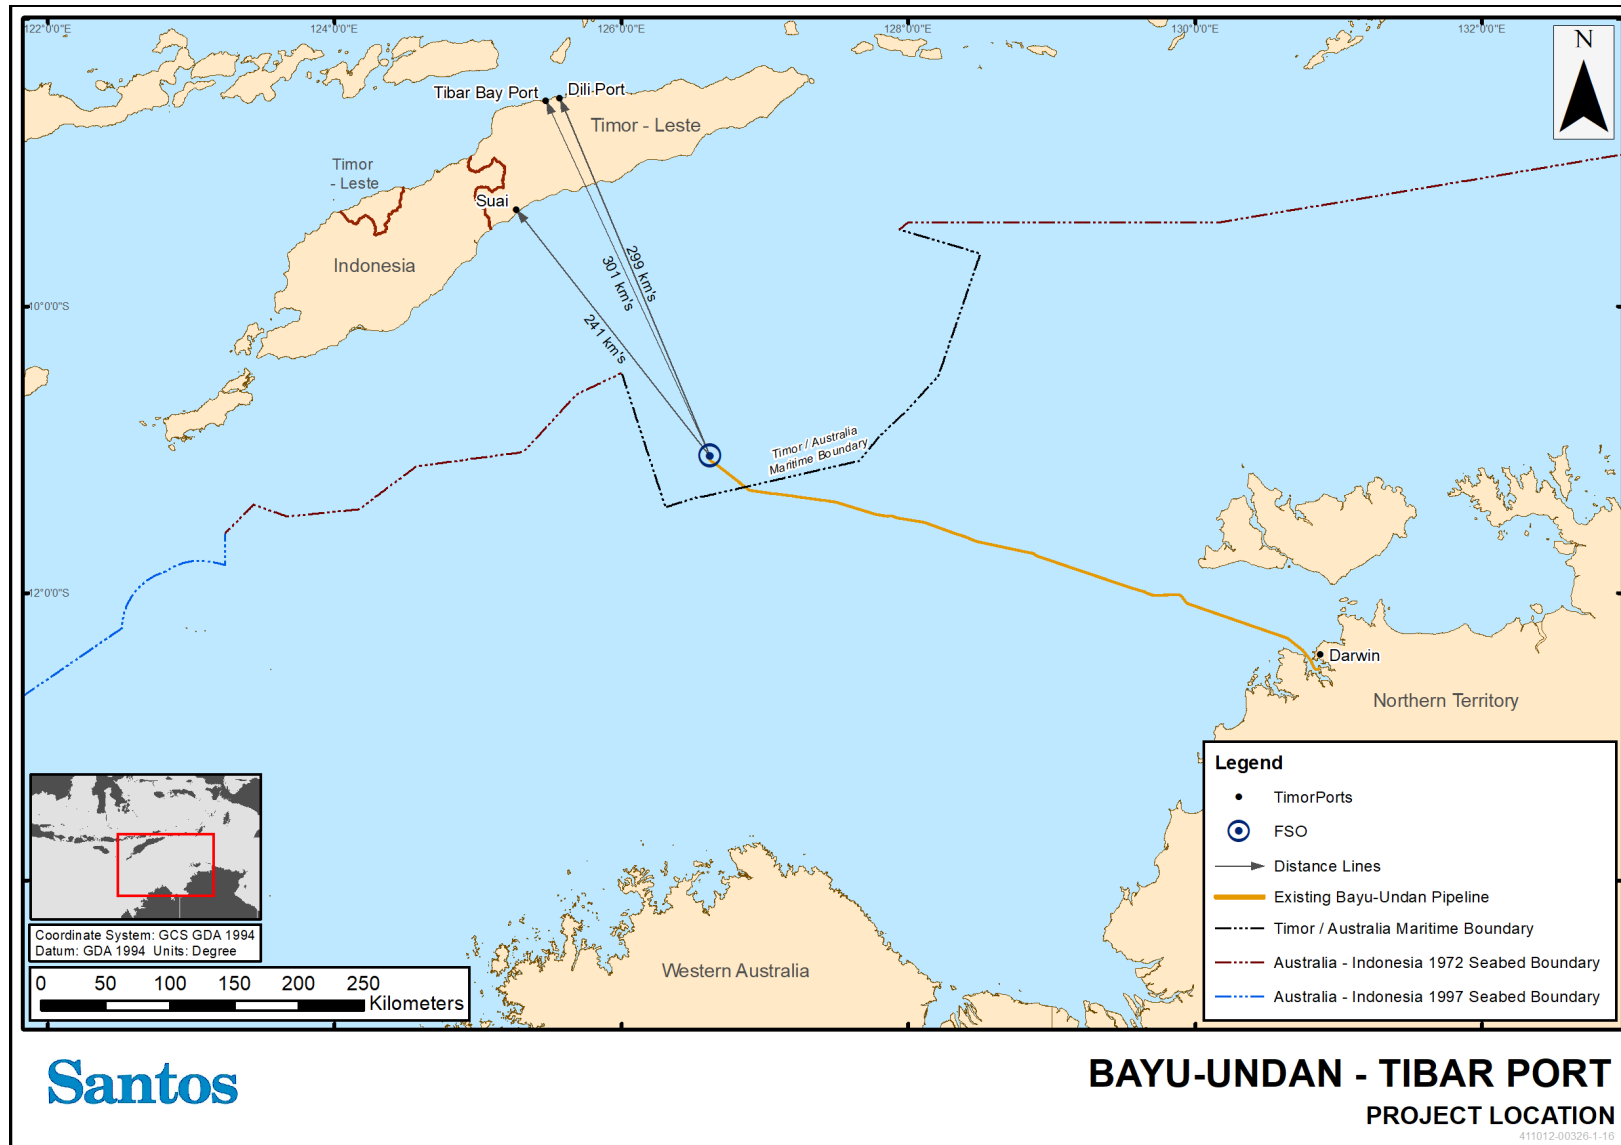 122°0'0"E
124°0'0"E
126°0'0"E
128°0'0"E
130°0'0"E
132°0'0"E
N
Tibar Bay Port
Dili Port
Timor - Leste
Timor
- Leste
Suai
Indonesia
299 km's
301 km's
241 km's
10°0'0"S
Timor / Australia
Maritime Boundary
12°0'0"S
Darwin
Northern Territory
Western Australia
Legend
TimorPorts
FSO
Distance Lines
Existing Bayu-Undan Pipeline
Timor / Australia Maritime Boundary
Australia - Indonesia 1972 Seabed Boundary
Australia - Indonesia 1997 Seabed Boundary
Coordinate System: GCS GDA 1994
Datum: GDA 1994 Units: Degree
0 50 100 150 200 250
Kilometers
Santos
BAYU-UNDAN - TIBAR PORT
PROJECT LOCATION
411012-00326-1-16